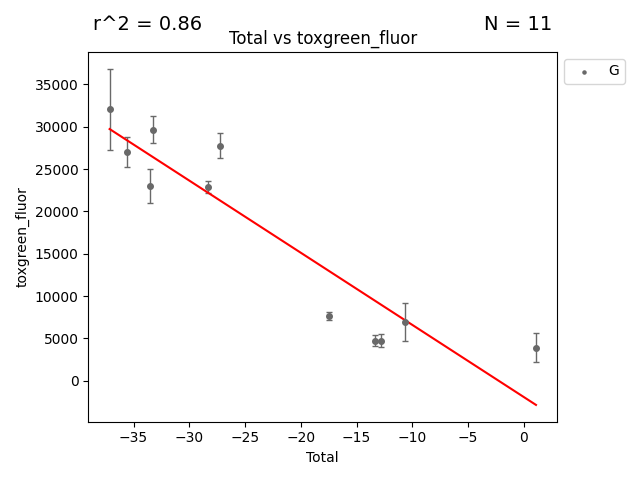 r^2 = 0.86
N = 11
Total vs toxgreen_fluor
G
35000
30000
25000
20000
15000
10000
5000
0
toxgreen_fluor
−35 −30 −25 −20 −15 −10 −5 0
Total